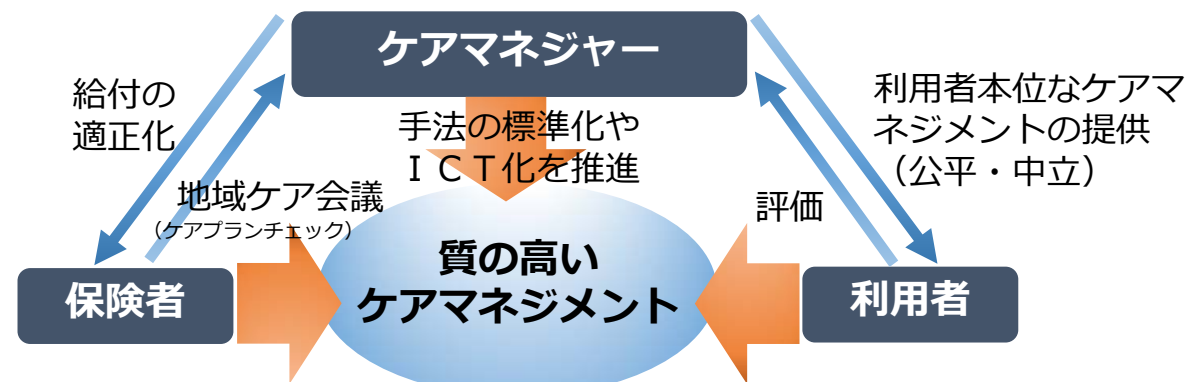 ケアマネジャー
給付の
適正化
手法の標準化や
ＩＣＴ化を推進
利用者本位なケアマ
ネジメントの提供
（公平・中立）
地域ケア会議
（ケアプランチェック）
評価
保険者
質の高い
ケアマネジメント
利用者